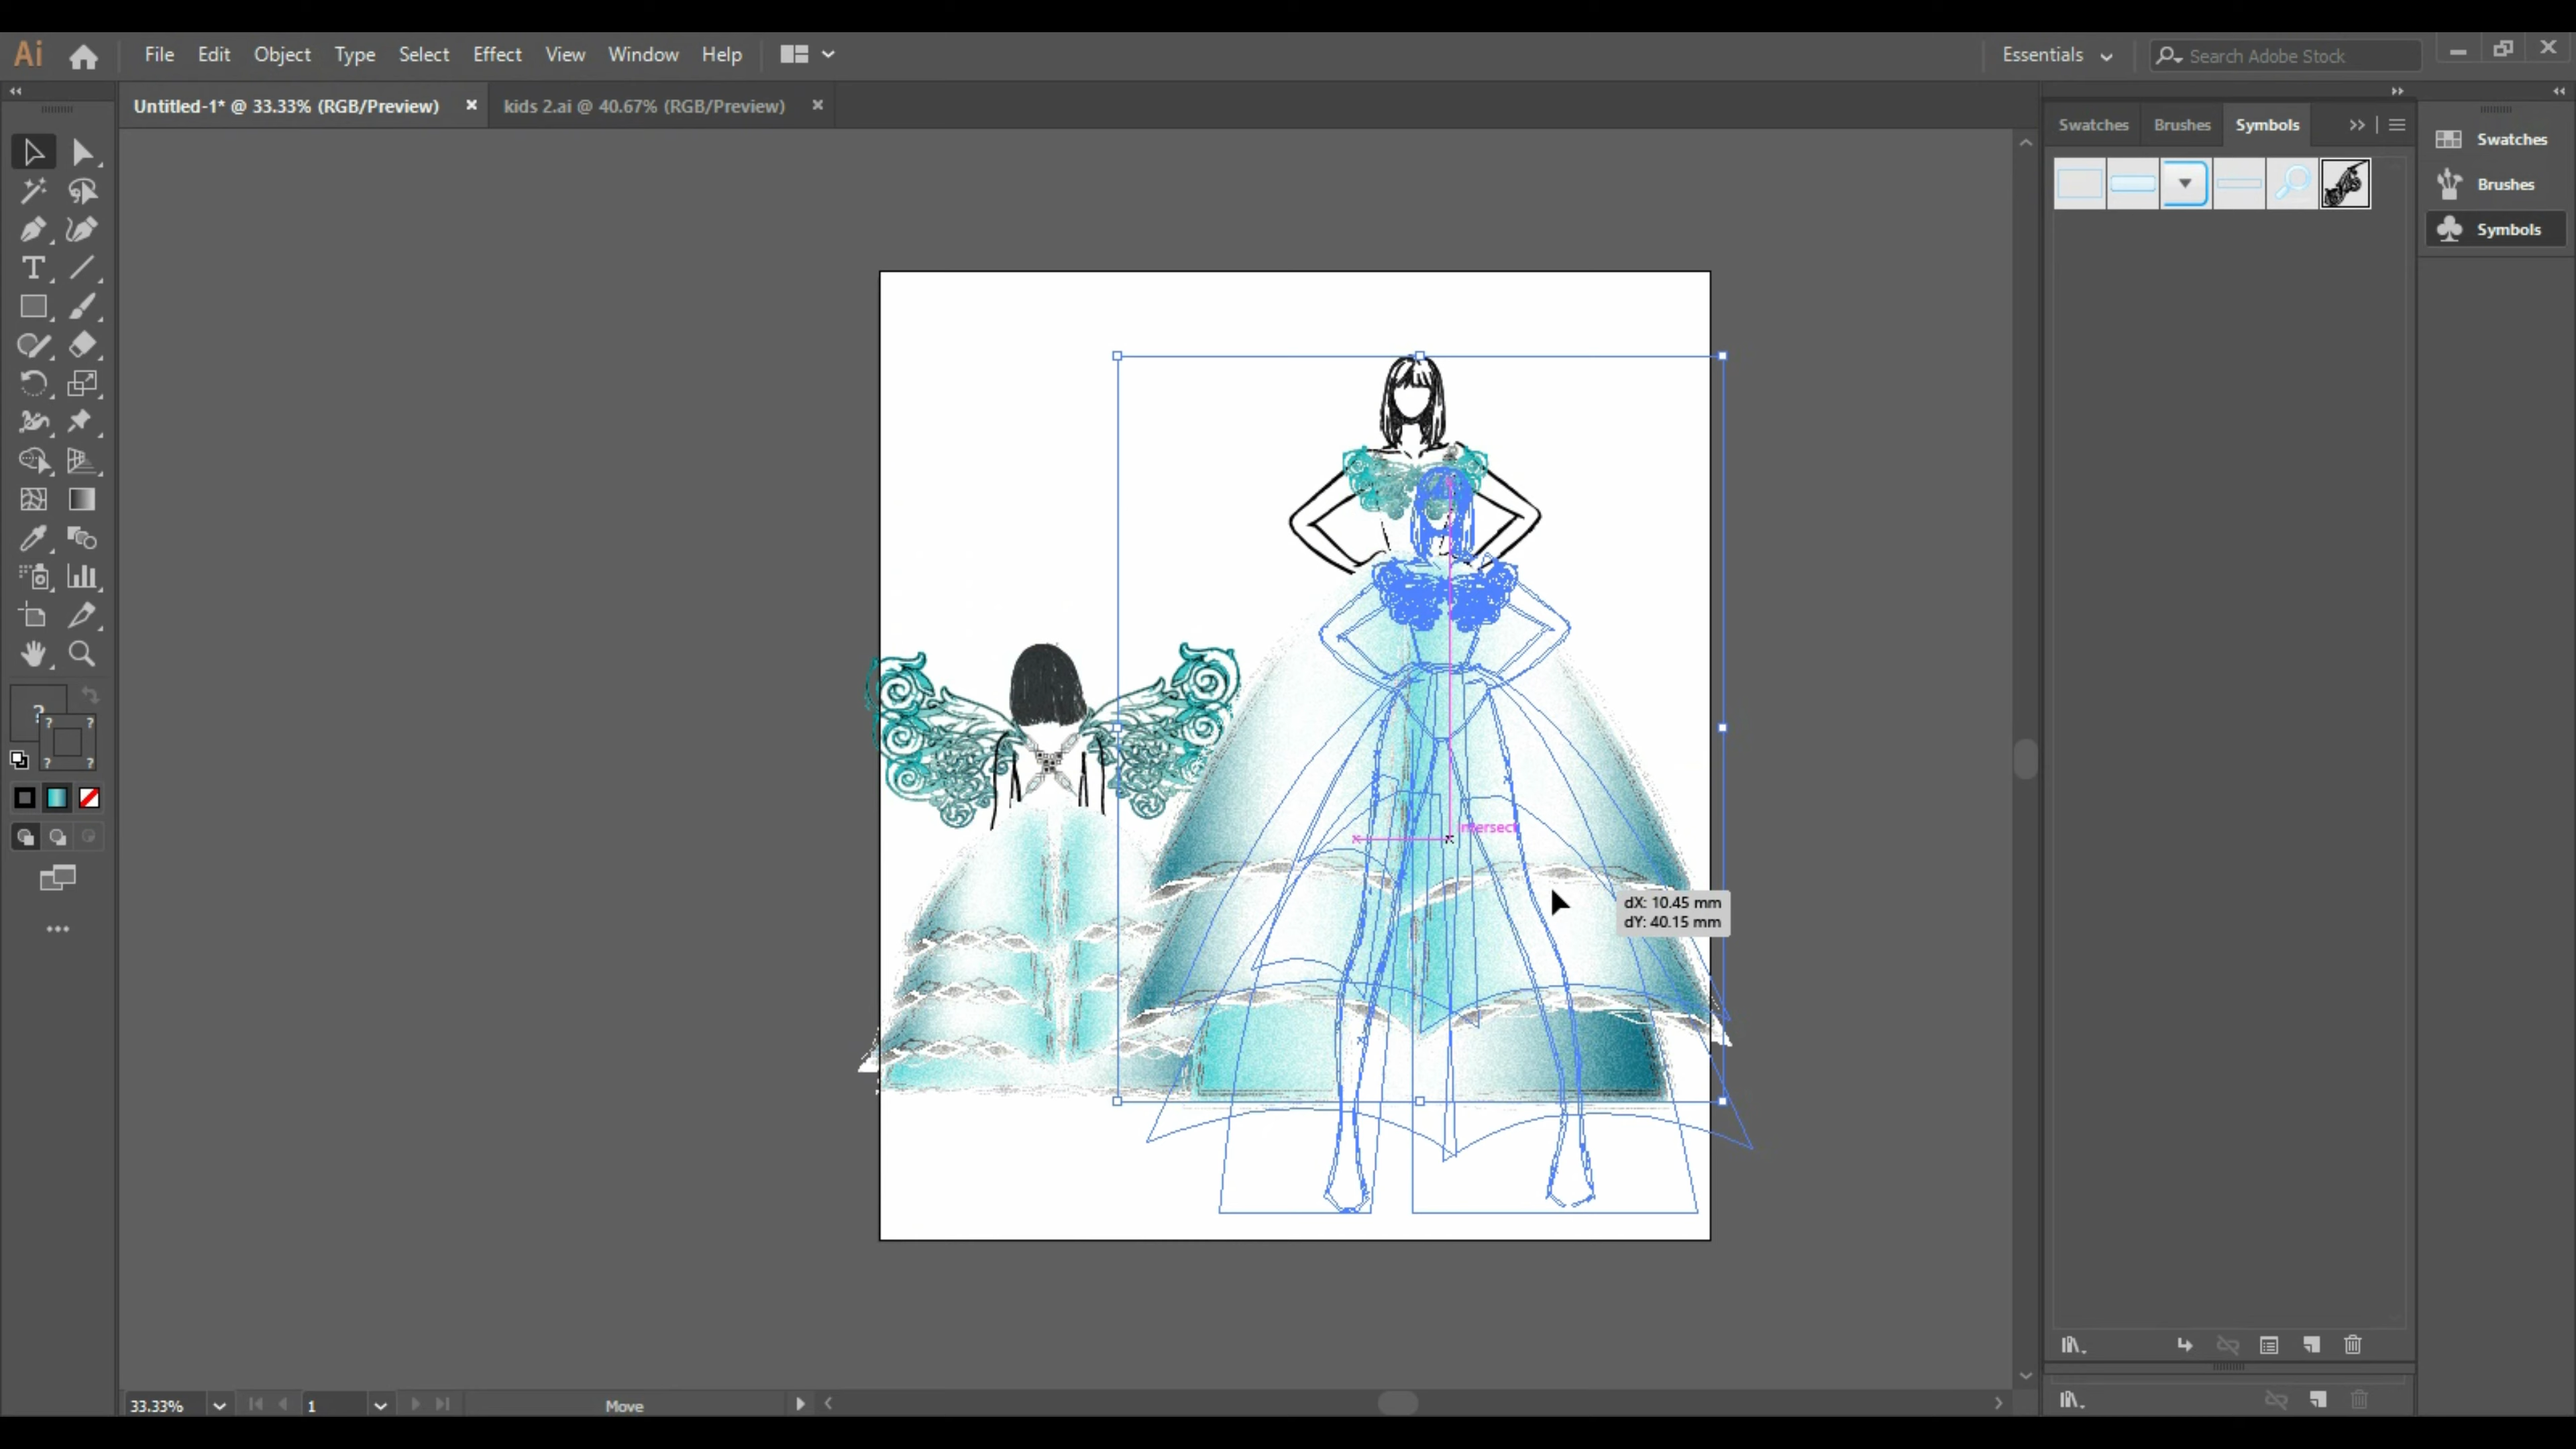 Ai File Edit Object Type Select Effect View Window Help Essentials Search Adobe Stock
Untitled-1* @ 33.33% (RGB/Preview) kids 2.ai @ 40.67% (RGB/Preview)
Swatches Brushes Symbols
Swatches
Brushes
Symbols
T
?
? ?
? ?
intersect
dX: 10.45 mm
dY: 40.15 mm
33.33% 1 Move